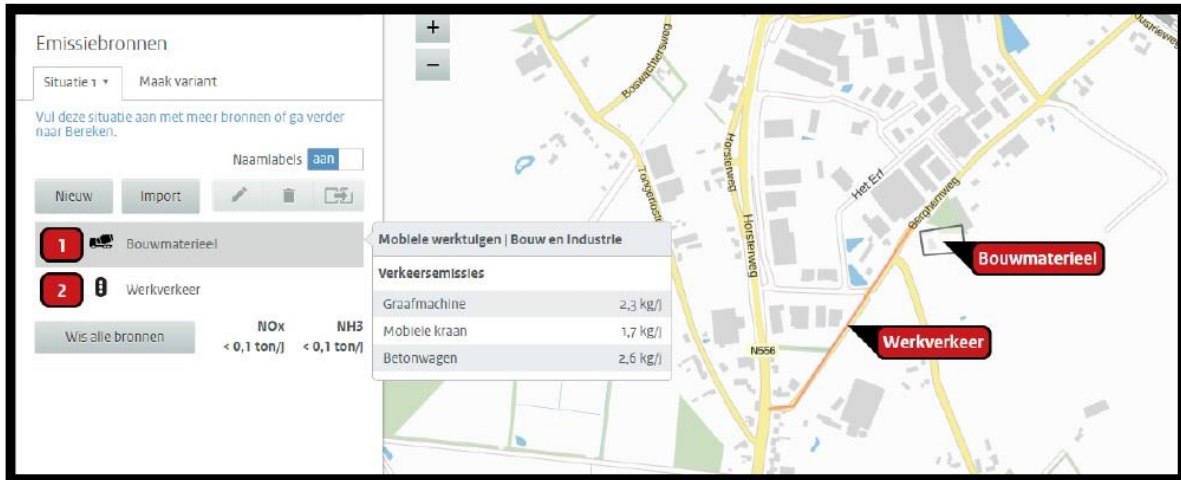 Emissiebronnen
Situatie 1
Maak variant
Vul deze situatie aan met meer bronnen of ga verder
naar Bereken.
Naamlabels aan
Nieuw
Import
1 Bouwmaterieel
2 Werkverkeer
Wis alle bronnen
NOx NH3
< 0,1 ton/j < 0,1 ton/j
Mobiele werktuigen | Bouw en Industrie
Verkeersemissies
Graafmachine 2,3 kg/j
Mobiele kraan 1,7 kg/j
Betonwagen 2,6 kg/j
+
−
Boswachtersweg
Horsterweg
Horsterweg
Het Erf
Berghemweg
N556
Bouwmaterieel
Werkverkeer